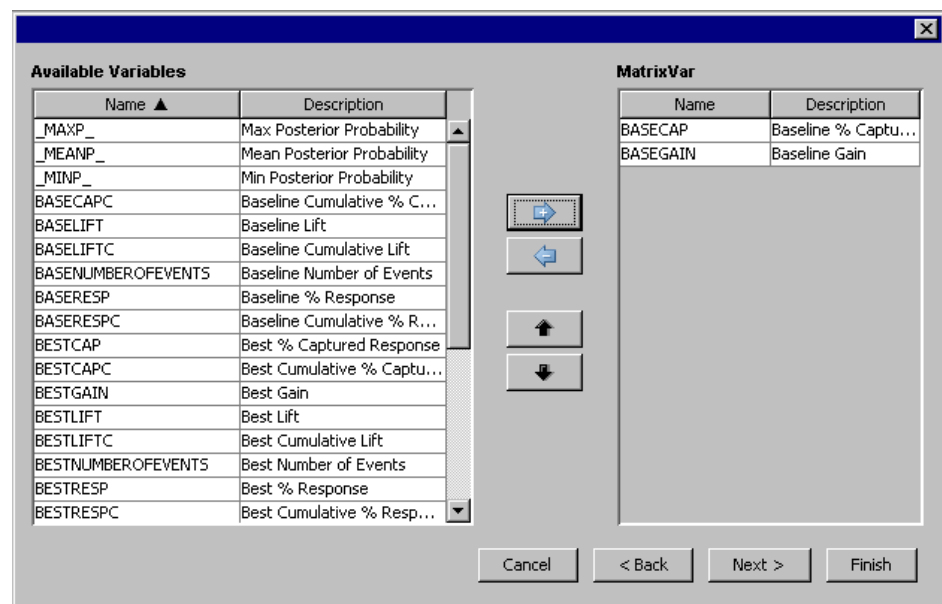 Available Variables
Name ▲ Description
_MAXP_ Max Posterior Probability
_MEANP_ Mean Posterior Probability
_MINP_ Min Posterior Probability
BASECAPC Baseline Cumulative % C...
BASELIFT Baseline Lift
BASELIFTC Baseline Cumulative Lift
BASENUMBEROFEVENTS Baseline Number of Events
BASERESP Baseline % Response
BASERESPC Baseline Cumulative % R...
BESTCAP Best % Captured Response
BESTCAPC Best Cumulative % Captu...
BESTGAIN Best Gain
BESTLIFT Best Lift
BESTLIFTC Best Cumulative Lift
BESTNUMBEROFEVENTS Best Number of Events
BESTRESP Best % Response
BESTRESPC Best Cumulative % Resp...
MatrixVar
Name Description
BASECAP Baseline % Captu...
BASEGAIN Baseline Gain
Cancel < Back Next > Finish